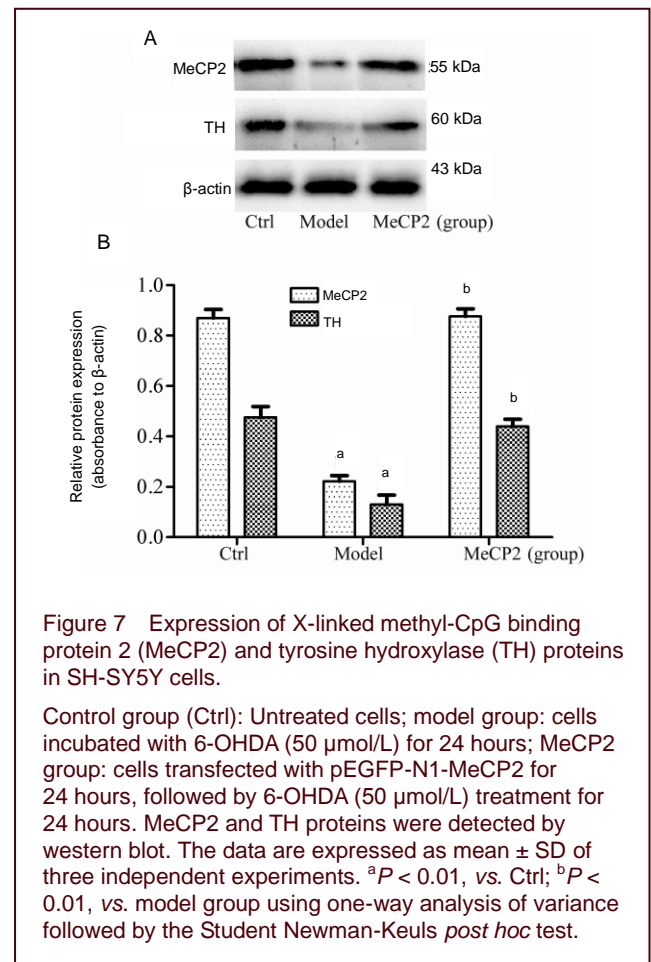 A
MeCP2
55 kDa
TH
60 kDa
β-actin
43 kDa
Ctrl Model MeCP2 (group)
B
Relative protein expression
(absorbance to β-actin)
1.0
0.8
0.6
0.4
0.2
0.0
MeCP2
TH
a
a
b
b
Ctrl Model MeCP2 (group)
Figure 7 Expression of X-linked methyl-CpG binding
protein 2 (MeCP2) and tyrosine hydroxylase (TH) proteins
in SH-SY5Y cells.
Control group (Ctrl): Untreated cells; model group: cells
incubated with 6-OHDA (50 μmol/L) for 24 hours; MeCP2
group: cells transfected with pEGFP-N1-MeCP2 for
24 hours, followed by 6-OHDA (50 μmol/L) treatment for
24 hours. MeCP2 and TH proteins were detected by
western blot. The data are expressed as mean ± SD of
three independent experiments. ᵃP < 0.01, vs. Ctrl; ᵇP <
0.01, vs. model group using one-way analysis of variance
followed by the Student Newman-Keuls post hoc test.